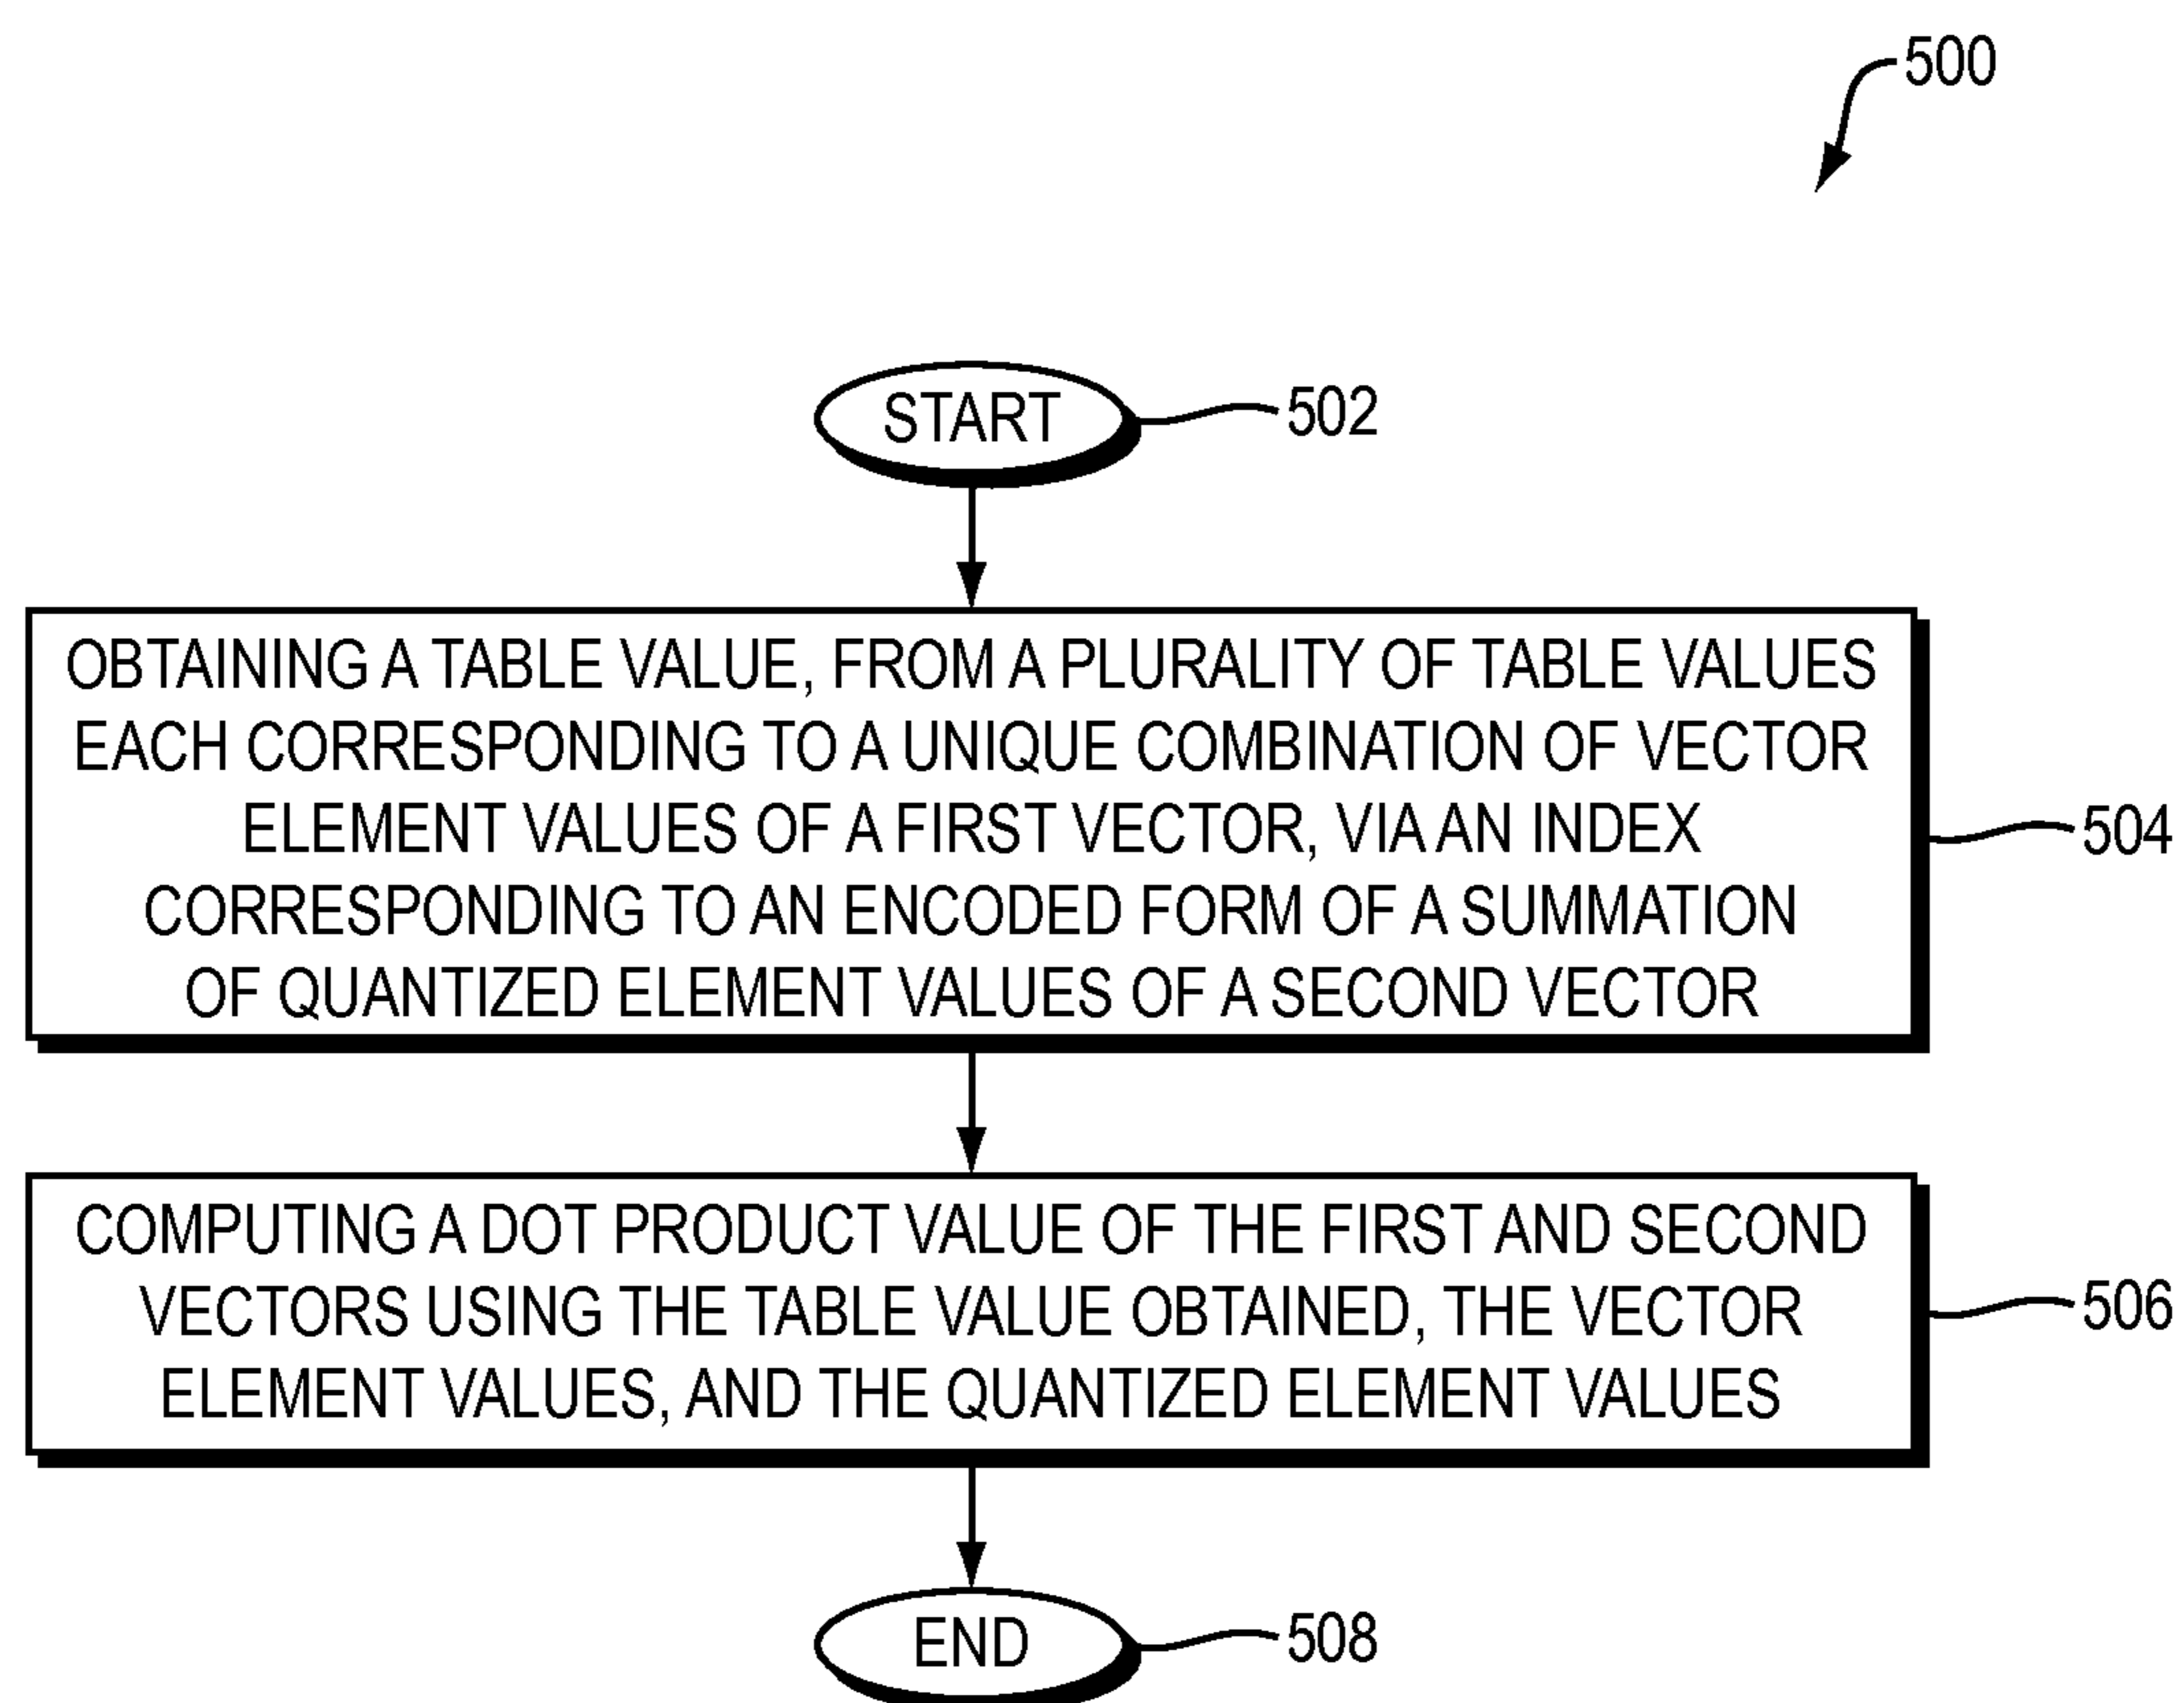 500
START
502
OBTAINING A TABLE VALUE, FROM A PLURALITY OF TABLE VALUES
EACH CORRESPONDING TO A UNIQUE COMBINATION OF VECTOR
ELEMENT VALUES OF A FIRST VECTOR, VIA AN INDEX
CORRESPONDING TO AN ENCODED FORM OF A SUMMATION
OF QUANTIZED ELEMENT VALUES OF A SECOND VECTOR
504
COMPUTING A DOT PRODUCT VALUE OF THE FIRST AND SECOND
VECTORS USING THE TABLE VALUE OBTAINED, THE VECTOR
ELEMENT VALUES, AND THE QUANTIZED ELEMENT VALUES
506
END
508